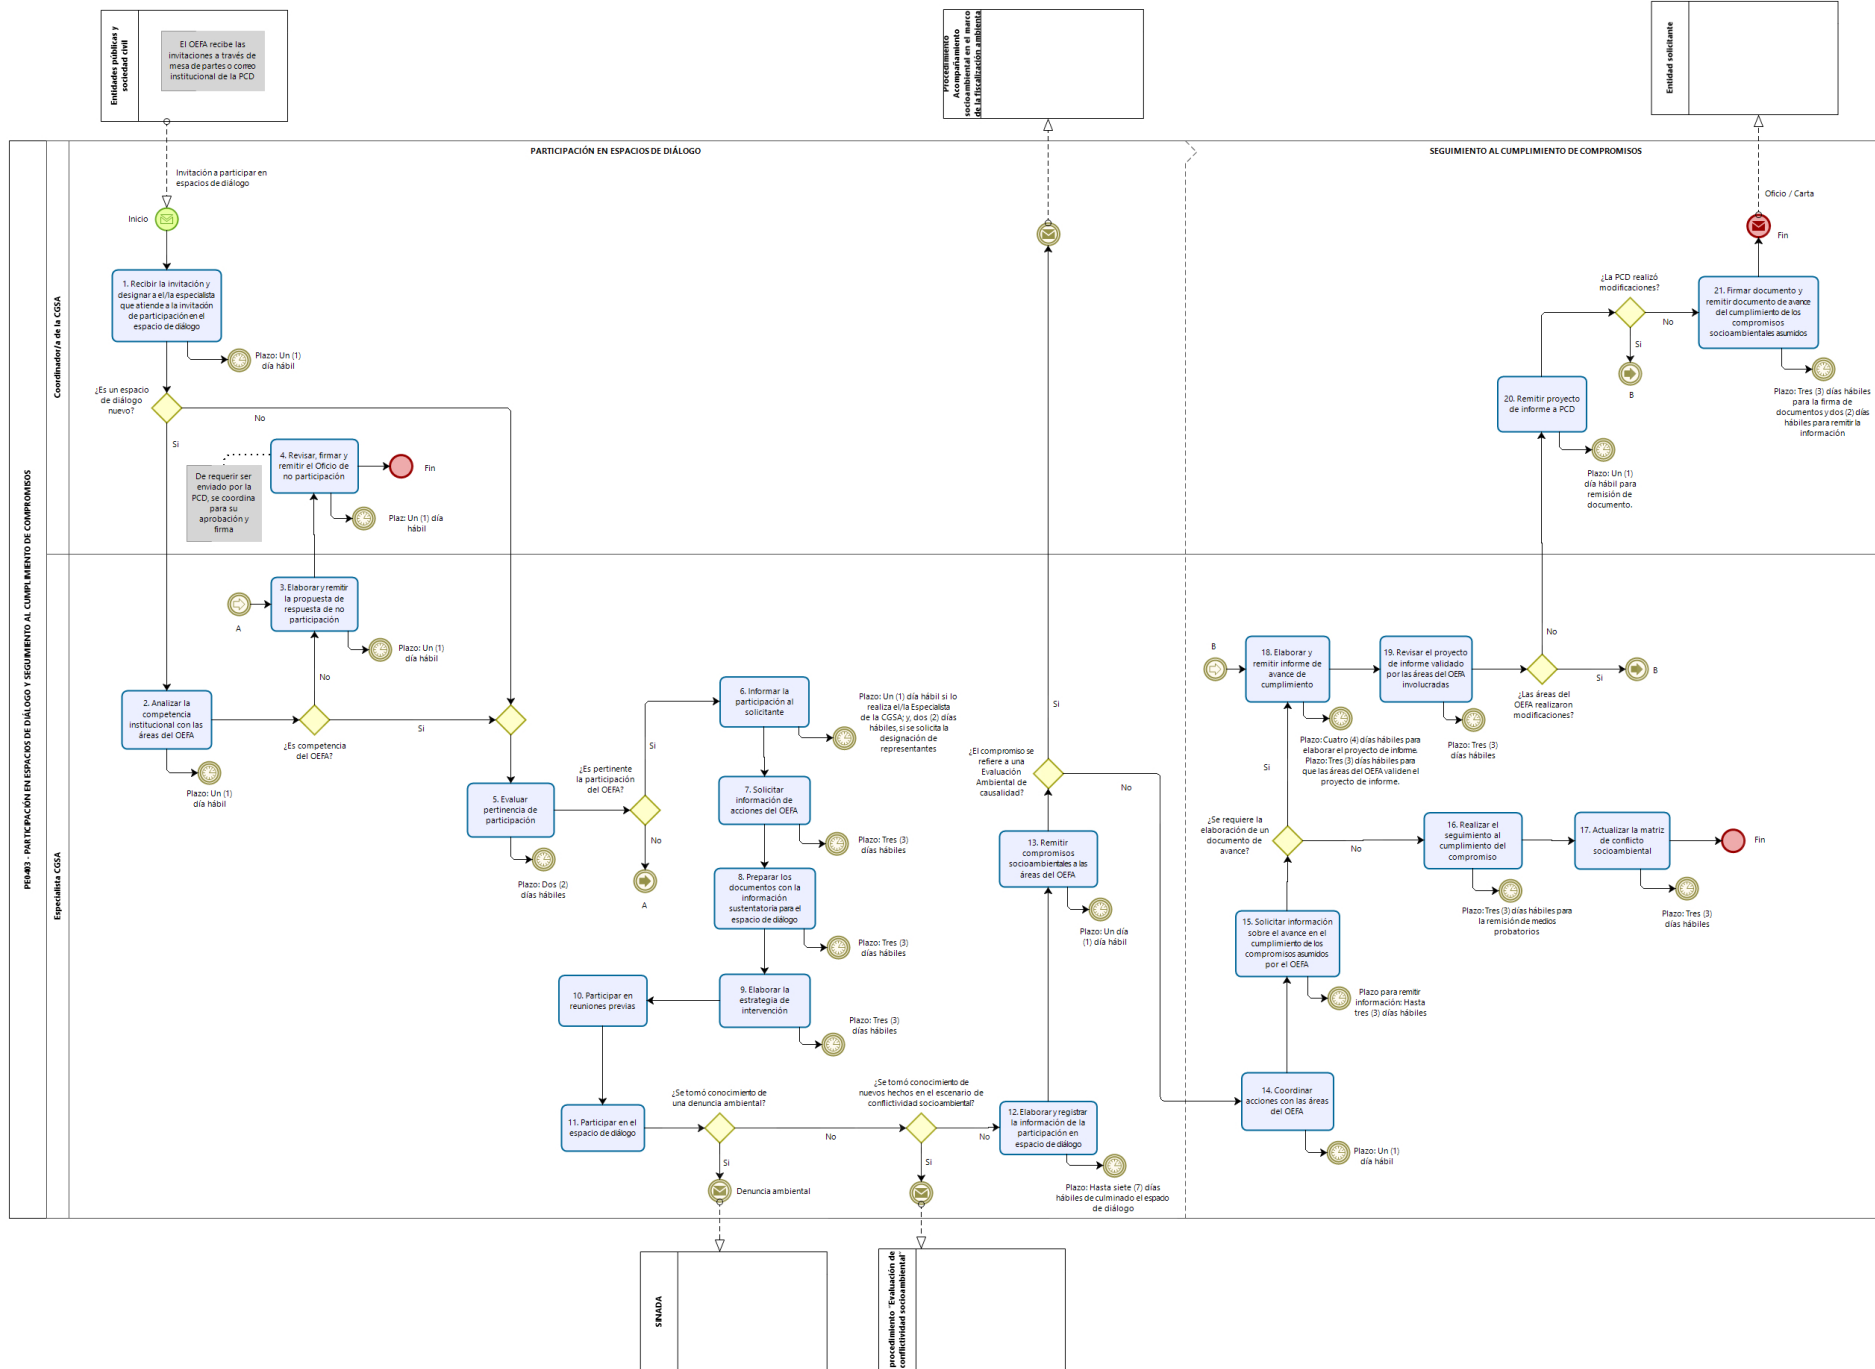 Entidades públicas y
sociedad civil
El OEFA recibe las
invitaciones a través de
mesa de partes o correo
institucional de la PCD
Procedimiento
Acompañamiento
socioambiental en el marco
de la fiscalización ambienta
Entidad solicitante
PE0403 - PARTICIPACIÓN EN ESPACIOS DE DIÁLOGO Y SEGUIMIENTO AL CUMPLIMIENTO DE COMPROMISOS
PARTICIPACIÓN EN ESPACIOS DE DIÁLOGO
SEGUIMIENTO AL CUMPLIMIENTO DE COMPROMISOS
Coordinador/a de la CGSA
Invitación a participar en
espacios de diálogo
Inicio
1. Recibir la invitación y
designar a el/la especialista
que atiende a la invitación
de participación en el
espacio de diálogo
Plazo: Un (1)
día hábil
¿Es un espacio
de diálogo
nuevo?
No
Si
4. Revisar, firmar y
remitir el Oficio de
no participación
Fin
De requerir ser
enviado por la
PCD, se coordina
para su
aprobación y
firma
Plaz: Un (1) día
hábil
Oficio / Carta
Fin
¿La PCD realizó
modificaciones?
No
Si
B
21. Firmar documento y
remitir documento de avance
del cumplimiento de los
compromisos
socioambientales asumidos
Plazo: Tres (3) días hábiles
para la firma de
documentos y dos (2) días
hábiles para remitir la
información
20. Remitir proyecto
de informe a PCD
Plazo: Un (1)
día hábil para
remisión de
documento.
Especialista CGSA
A
3. Elaborar y remitir
la propuesta de
respuesta de no
participación
Plazo: Un (1)
día hábil
No
2. Analizar la
competencia
institucional con las
áreas del OEFA
Plazo: Un (1)
día hábil
¿Es competencia
del OEFA?
Si
5. Evaluar
pertinencia de
participación
Plazo: Dos (2)
días hábiles
¿Es pertinente
la participación
del OEFA?
Si
No
A
6. Informar la
participación al
solicitante
Plazo: Un (1) día hábil si lo
realiza el/la Especialista
de la CGSA; y, dos (2) días
hábiles, si se solicita la
designación de
representantes
7. Solicitar
información de
acciones del OEFA
Plazo: Tres (3)
días hábiles
8. Preparar los
documentos con la
información
sustentatoria para el
espacio de diálogo
Plazo: Tres (3)
días hábiles
9. Elaborar la
estrategia de
intervención
Plazo: Tres (3)
días hábiles
10. Participar en
reuniones previas
11. Participar en el
espacio de diálogo
¿Se tomó conocimiento de
una denuncia ambiental?
No
Si
Denuncia ambiental
¿Se tomó conocimiento de
nuevos hechos en el escenario de
conflictividad socioambiental?
No
Si
12. Elaborar y registrar
la información de la
participación en
espacio de diálogo
Plazo: Hasta siete (7) días
hábiles de culminado el espacio
de diálogo
13. Remitir
compromisos
socioambientales a las
áreas del OEFA
Plazo: Un día
(1) día hábil
¿El compromiso se
refiere a una
Evaluación
Ambiental de
causalidad?
Si
No
14. Coordinar
acciones con las áreas
del OEFA
Plazo: Un (1)
día hábil
15. Solicitar información
sobre el avance en el
cumplimiento de los
compromisos asumidos
por el OEFA
Plazo para remitir
información: Hasta
tres (3) días hábiles
¿Se requiere la
elaboración de un
documento de
avance?
Si
No
16. Realizar el
seguimiento al
cumplimiento del
compromiso
Plazo: Tres (3) días hábiles para
la remisión de medios
probatorios
17. Actualizar la matriz
de conflicto
socioambiental
Plazo: Tres (3)
días hábiles
Fin
B
18. Elaborar y
remitir informe de
avance de
cumplimiento
Plazo: Cuatro (4) días hábiles para
elaborar el proyecto de informe.
Plazo: Tres (3) días hábiles para
que las áreas del OEFA validen el
proyecto de informe.
19. Revisar el proyecto
de informe validado
por las áreas del OEFA
involucradas
Plazo: Tres (3)
días hábiles
No
Si
B
¿Las áreas del
OEFA realizaron
modificaciones?
SINADA
procedimiento "Evaluación de
conflictividad socioambiental"